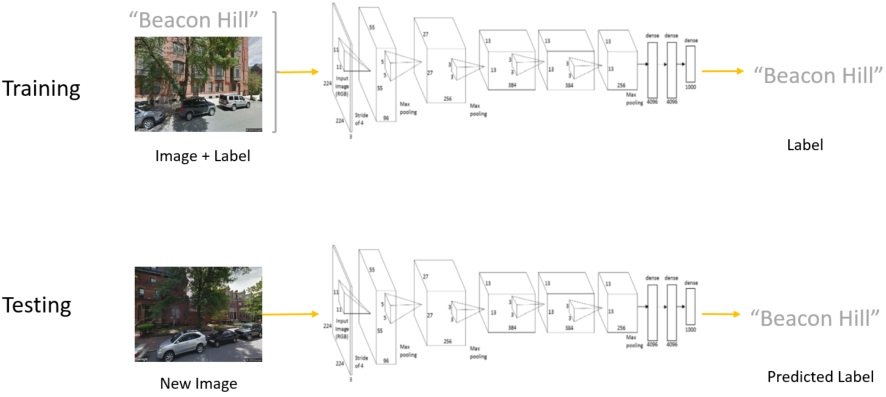 “Beacon Hill”
Training
11
11
224
224
3
Input
Image
(RGB)
Stride
of 4
55
55
96
5
5
Max
pooling
27
27
256
3
3
Max
pooling
13
13
384
3
3
13
13
384
3
3
13
13
256
Max
pooling
dense
dense
dense
4096
4096
1000
“Beacon Hill”
Image + Label
Label
Testing
11
11
224
224
3
Input
Image
(RGB)
Stride
of 4
55
55
96
5
5
Max
pooling
27
27
256
3
3
Max
pooling
13
13
384
3
3
13
13
384
3
3
13
13
256
Max
pooling
dense
dense
dense
4096
4096
1000
“Beacon Hill”
New Image
Predicted Label